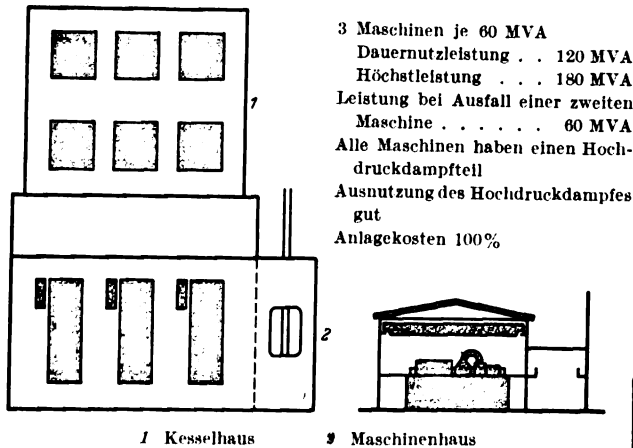 3 Maschinen je 60 MVA
Dauernutzleistung . . 120 MVA
Höchstleistung . . . 180 MVA
Leistung bei Ausfall einer zweiten
Maschine . . . . . . 60 MVA
Alle Maschinen haben einen Hoch-
druckdampfteil
Ausnutzung des Hochdruckdampfes
gut
Anlagekosten 100%
1
2
1 Kesselhaus 2 Maschinenhaus